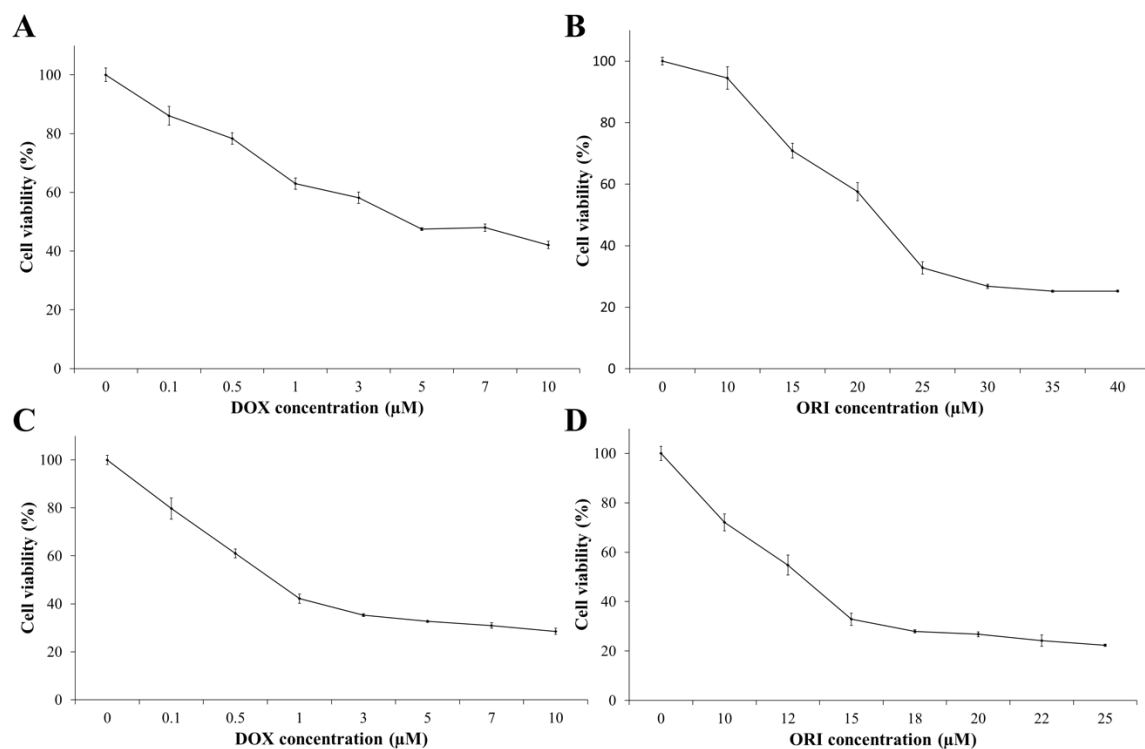 A
Cell viability (%)
100
80
60
40
20
0
0 0.1 0.5 1 3 5 7 10
DOX concentration (µM)
B
Cell viability (%)
100
80
60
40
20
0
0 10 15 20 25 30 35 40
ORI concentration (µM)
C
Cell viability (%)
100
80
60
40
20
0
0 0.1 0.5 1 3 5 7 10
DOX concentration (µM)
D
Cell viability (%)
100
80
60
40
20
0
0 10 12 15 18 20 22 25
ORI concentration (µM)